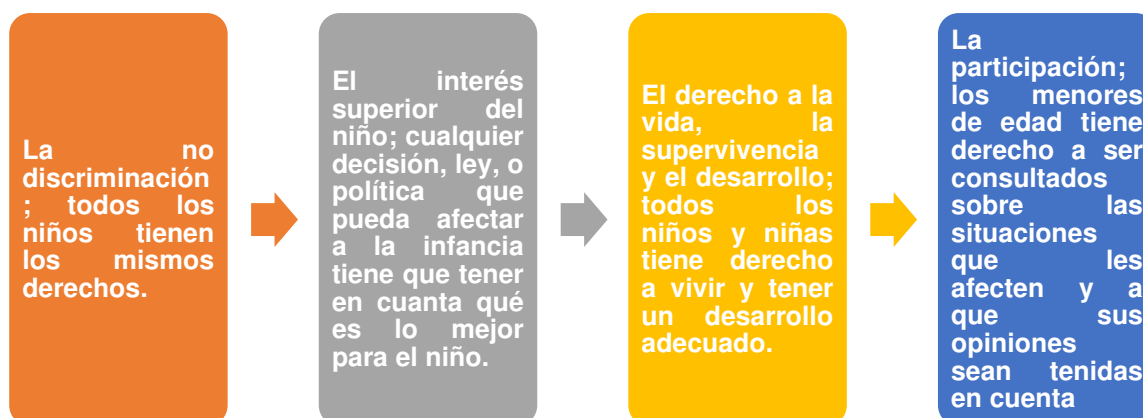 La no
discriminación
; todos los
niños tienen
los mismos
derechos.
El interés
superior del
niño; cualquier
decisión, ley, o
política que
pueda afectar
a la infancia
tiene que tener
en cuanta qué
es lo mejor
para el niño.
El derecho a la
vida, la
supervivencia
y el desarrollo;
todos los
niños y niñas
tiene derecho
a vivir y tener
un desarrollo
adecuado.
La
participación;
los menores
de edad tiene
derecho a ser
consultados
sobre las
situaciones
que les
afecten y a
que sus
opiniones
sean tenidas
en cuenta